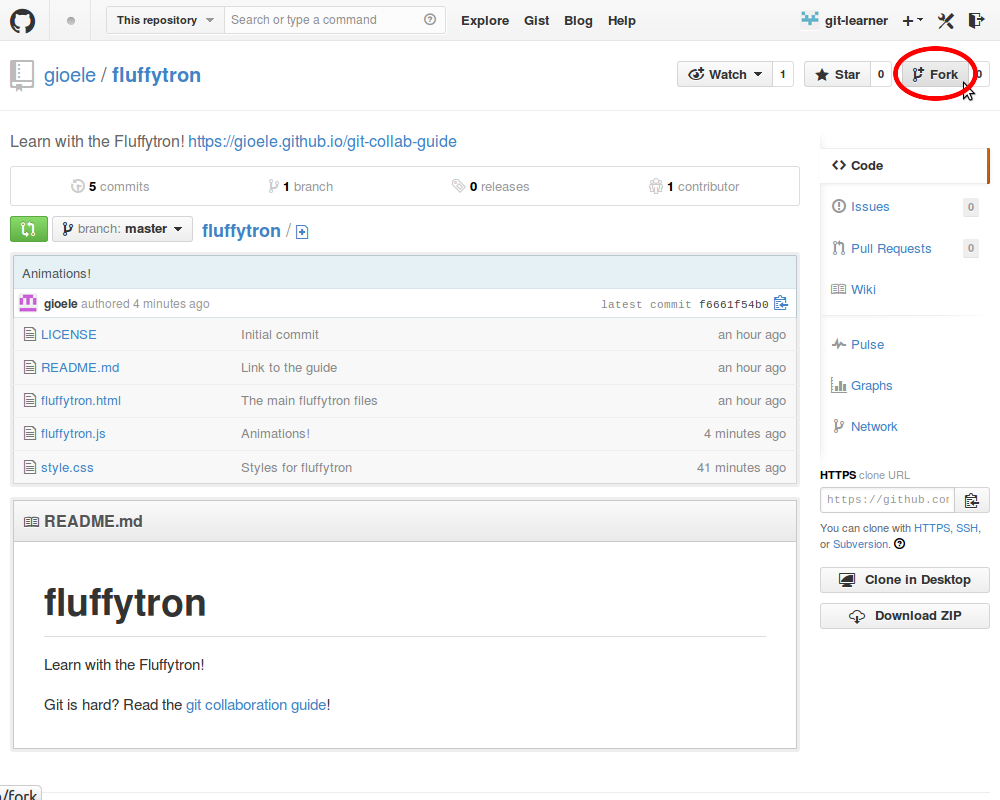 This repository Search or type a command Explore Gist Blog Help git-learner
gioele / fluffytron Watch 1 Star 0 Fork 0
Learn with the Fluffytron! https://gioele.github.io/git-collab-guide
5 commits 1 branch 0 releases 1 contributor
branch: master fluffytron /
Animations!
gioele authored 4 minutes ago latest commit f6661f54b0
LICENSE Initial commit an hour ago
README.md Link to the guide an hour ago
fluffytron.html The main fluffytron files an hour ago
fluffytron.js Animations! 4 minutes ago
style.css Styles for fluffytron 41 minutes ago
README.md
fluffytron
Learn with the Fluffytron!
Git is hard? Read the git collaboration guide!
Code
Issues 0
Pull Requests 0
Wiki
Pulse
Graphs
Network
HTTPS clone URL
https://github.com
You can clone with HTTPS, SSH,
or Subversion.
Clone in Desktop
Download ZIP
/fork